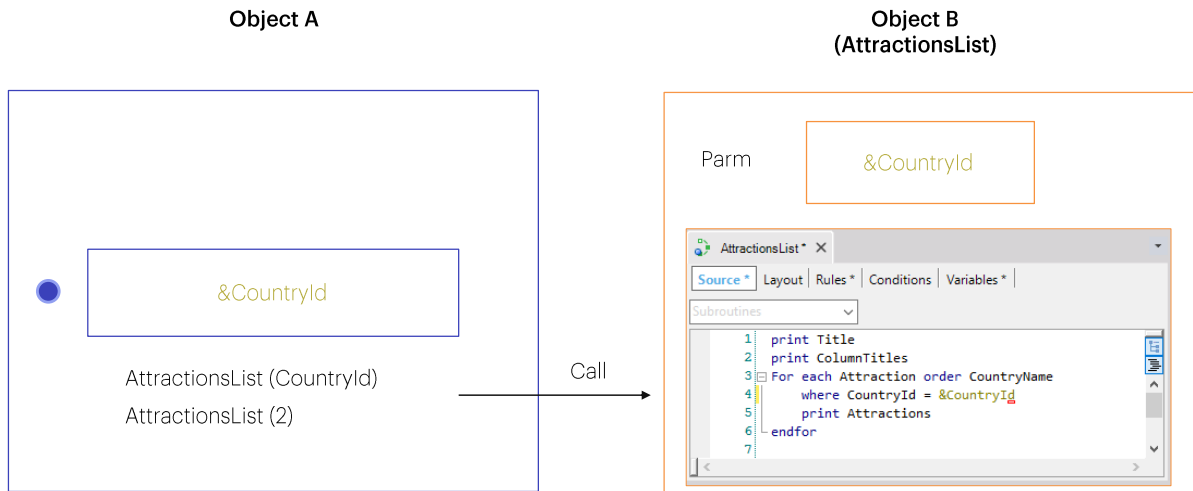 Object A
Object B
(AttractionsList)
Parm
&CountryId
&CountryId
AttractionsList (CountryId)
AttractionsList (2)
Call
AttractionsList *
Source * Layout Rules * Conditions Variables *
Subroutines
1 print Title
2 print ColumnTitles
3 For each Attraction order CountryName
4 where CountryId = &CountryId
5 print Attractions
6 endfor
7